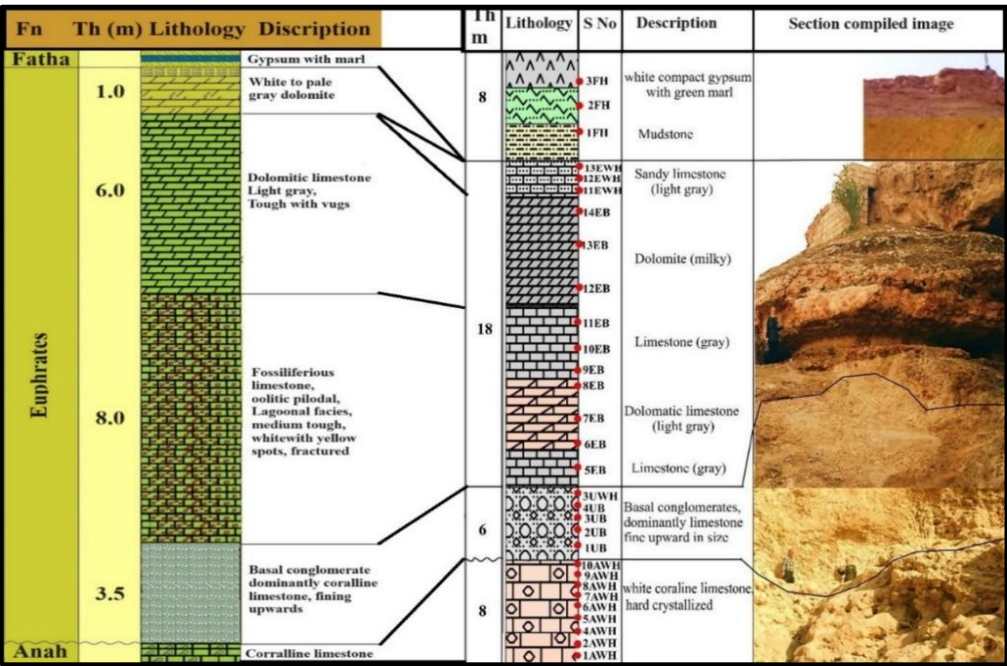 Fn Th (m) Lithology Discription
Fatha
Gypsum with marl
1.0
White to pale
gray dolomite
6.0
Dolomitic limestone
Light gray,
Tough with vugs
Euphrates
8.0
Fossiliferious
limestone,
oolitic pilodal,
Lagoonal facies,
medium tough,
whitewith yellow
spots, fractured
3.5
Basal conglomerate
dominantly coralline
limestone, fining
upwards
Anah
Corralline limestone
Th
m
Lithology S No Description Section compiled image
8
3FH
white compact gypsum
with green marl
2FH
1FH
Mudstone
18
13EWH
12EWH
11EWH
Sandy limestone
(light gray)
14EB
13EB
Dolomite (milky)
12EB
11EB
10EB
Limestone (gray)
9EB
8EB
7EB
Dolomatic limestone
(light gray)
6EB
5EB
Limestone (gray)
6
3UWH
4UB
3UB
2UB
1UB
Basal conglomerates,
dominantly limestone
fine upward in size
8
10AWH
9AWH
8AWH
7AWH
6AWH
5AWH
4AWH
2AWH
1AWH
white coraline limestone,
hard crystallized